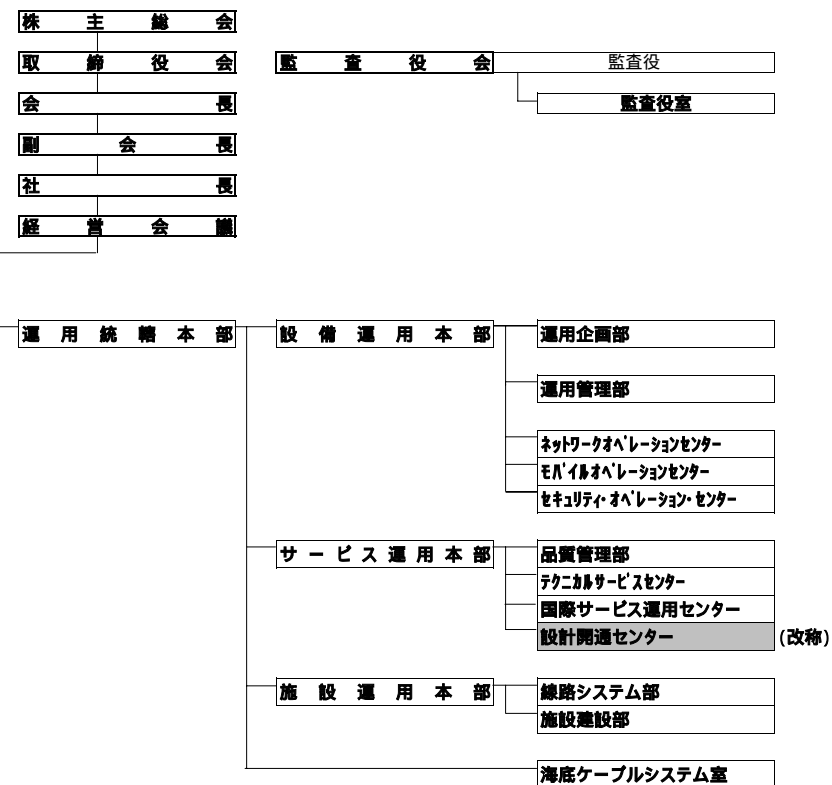 株主総会
取締役会
監査役会
監査役
会長
監査役室
副会長
社長
経営会議
運用統轄本部
設備運用本部
運用企画部
運用管理部
ﾈｯﾄﾜｰｸｵﾍﾟﾚｰｼｮﾝｾﾝﾀｰ
ﾓﾊﾞｲﾙｵﾍﾟﾚｰｼｮﾝｾﾝﾀｰ
ｾｷｭﾘﾃｨ･ｵﾍﾟﾚｰｼｮﾝ･ｾﾝﾀｰ
サービス運用本部
品質管理部
ﾃｸﾆｶﾙｻｰﾋﾞｽｾﾝﾀｰ
国際サービス運用センター
設計開通センター (改称)
施設運用本部
線路システム部
施設建設部
海底ケーブルシステム室